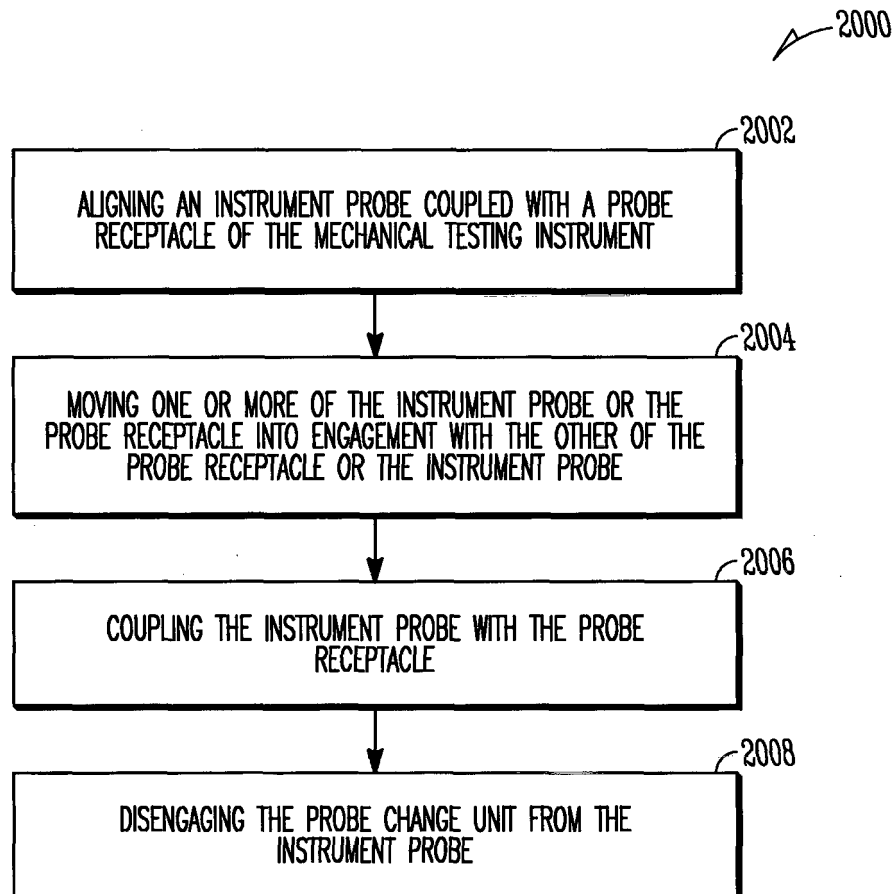 2000
2002
ALIGNING AN INSTRUMENT PROBE COUPLED WITH A PROBE
RECEPTACLE OF THE MECHANICAL TESTING INSTRUMENT
2004
MOVING ONE OR MORE OF THE INSTRUMENT PROBE OR THE
PROBE RECEPTACLE INTO ENGAGEMENT WITH THE OTHER OF THE
PROBE RECEPTACLE OR THE INSTRUMENT PROBE
2006
COUPLING THE INSTRUMENT PROBE WITH THE PROBE
RECEPTACLE
2008
DISENGAGING THE PROBE CHANGE UNIT FROM THE
INSTRUMENT PROBE